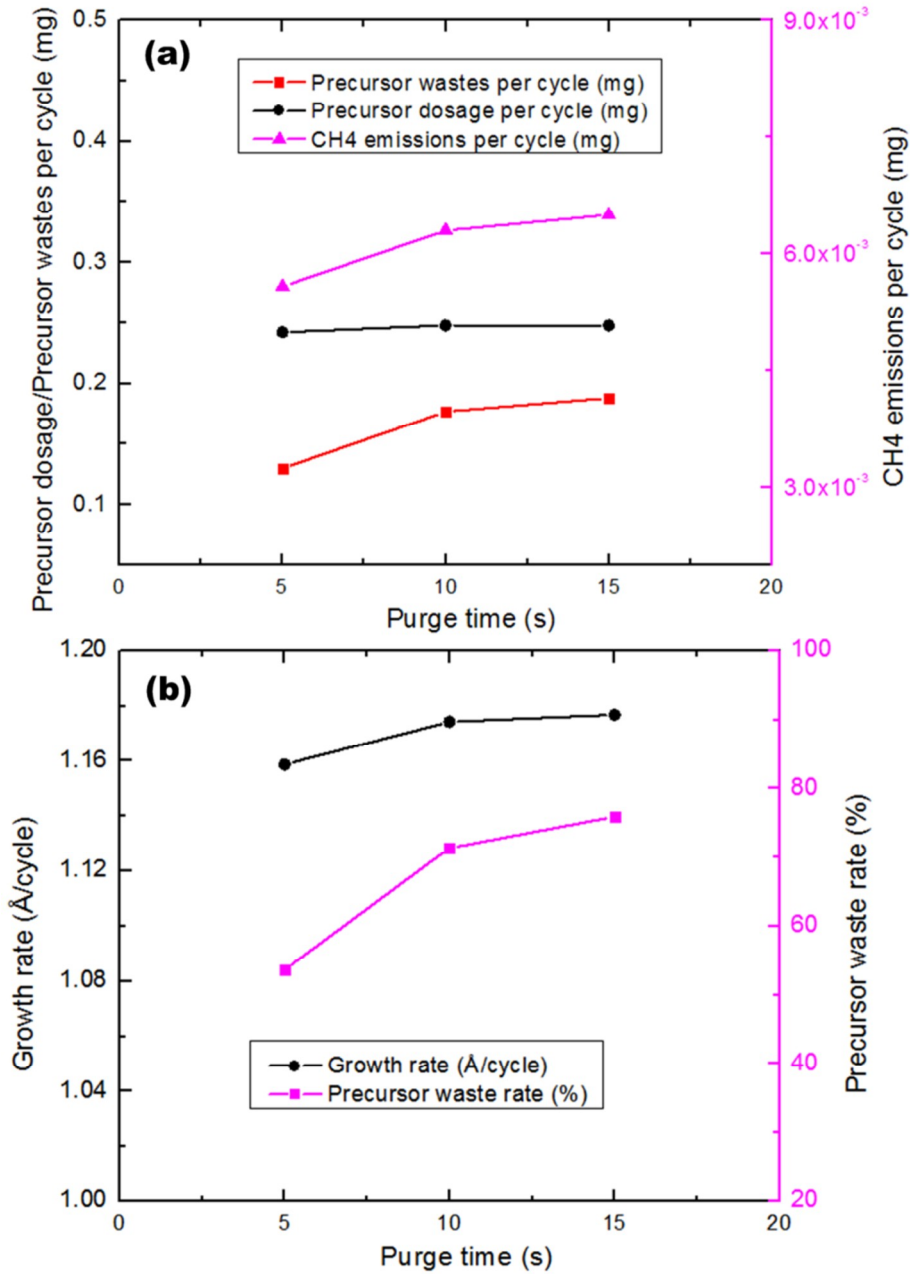 (a)
Precursor dosage/Precursor wastes per cycle (mg)
0.5
0.4
0.3
0.2
0.1
Precursor wastes per cycle (mg)
Precursor dosage per cycle (mg)
CH4 emissions per cycle (mg)
9.0x10⁻³
6.0x10⁻³
3.0x10⁻³
CH4 emissions per cycle (mg)
0 5 10 15 20
Purge time (s)
(b)
Growth rate (Å/cycle)
1.20
1.16
1.12
1.08
1.04
1.00
Growth rate (Å/cycle)
Precursor waste rate (%)
100
80
60
40
20
Precursor waste rate (%)
0 5 10 15 20
Purge time (s)